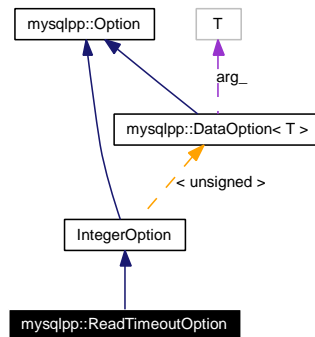 mysqlpp::Option
T
arg_
mysqlpp::DataOption< T >
< unsigned >
IntegerOption
mysqlpp::ReadTimeoutOption